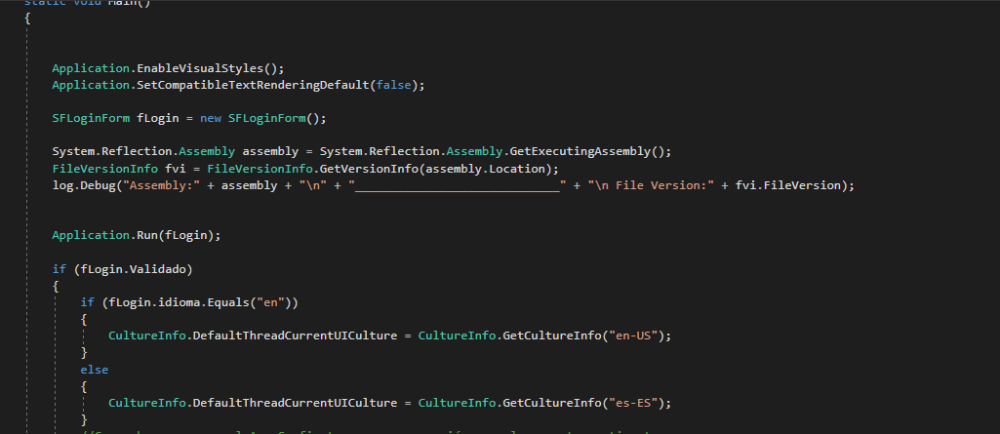 static void Main()
{
Application.EnableVisualStyles();
Application.SetCompatibleTextRenderingDefault(false);
SFLoginForm fLogin = new SFLoginForm();
System.Reflection.Assembly assembly = System.Reflection.Assembly.GetExecutingAssembly();
FileVersionInfo fvi = FileVersionInfo.GetVersionInfo(assembly.Location);
log.Debug("Assembly:" + assembly + "\n" + "_____________________________" + "\n File Version:" + fvi.FileVersion);
Application.Run(fLogin);
if (fLogin.Validado)
{
if (fLogin.idioma.Equals("en"))
{
CultureInfo.DefaultThreadCurrentUICulture = CultureInfo.GetCultureInfo("en-US");
}
else
{
CultureInfo.DefaultThreadCurrentUICulture = CultureInfo.GetCultureInfo("es-ES");
}